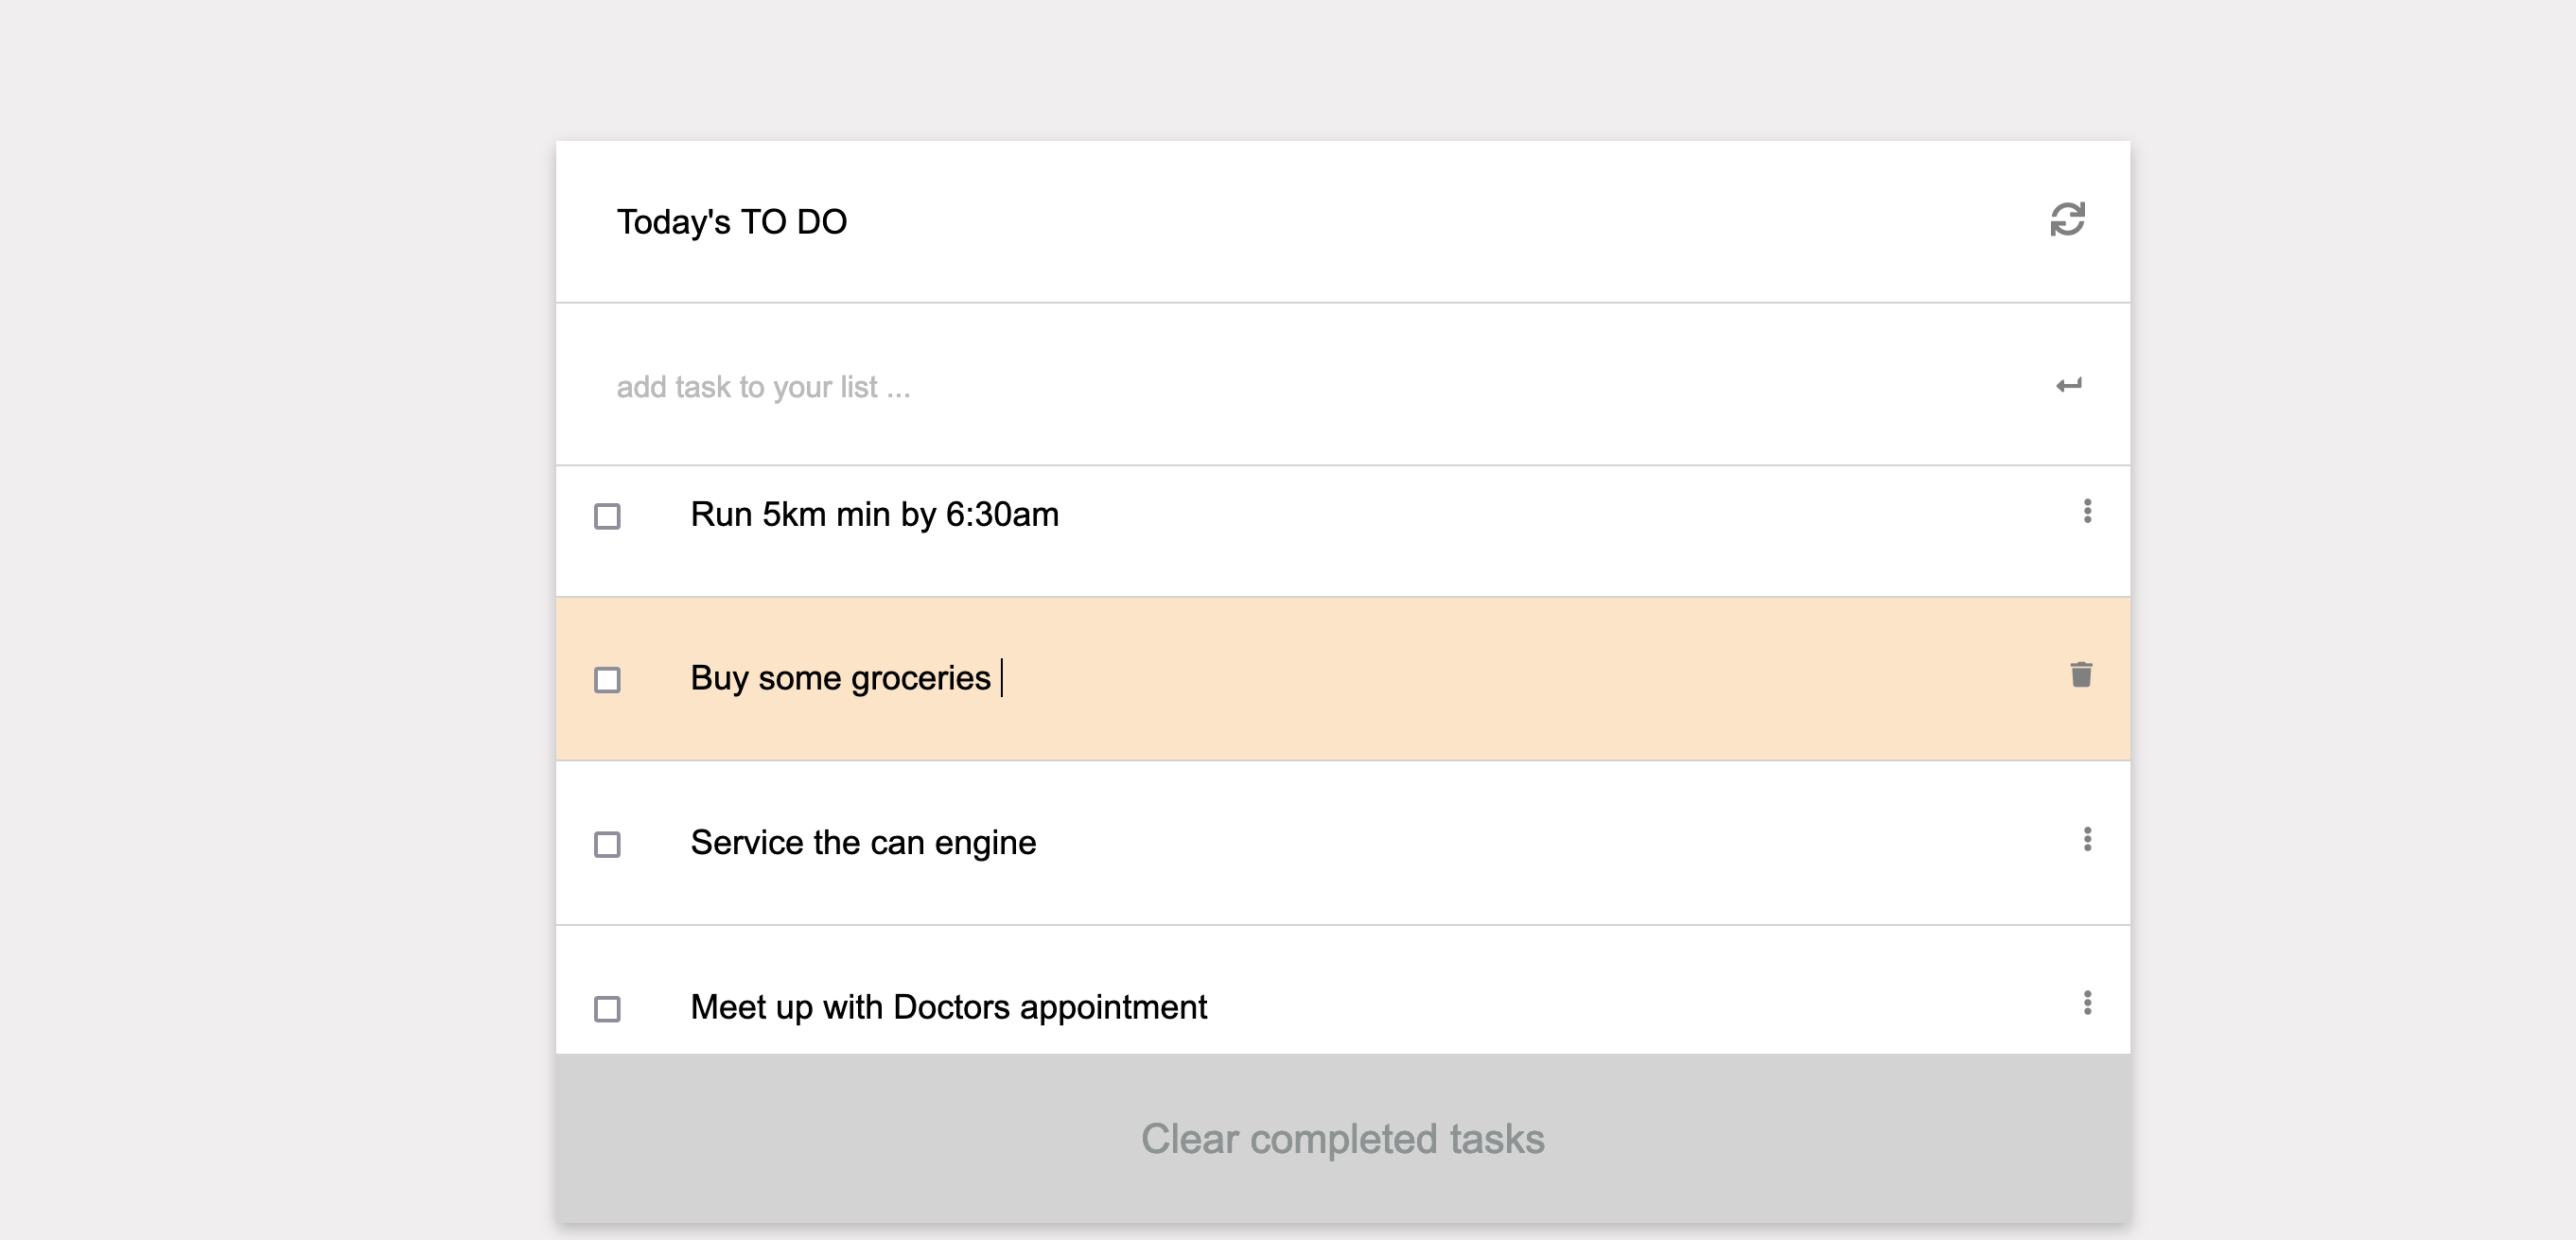 Today's TO DO
add task to your list ...
Run 5km min by 6:30am
Buy some groceries
Service the can engine
Meet up with Doctors appointment
Clear completed tasks